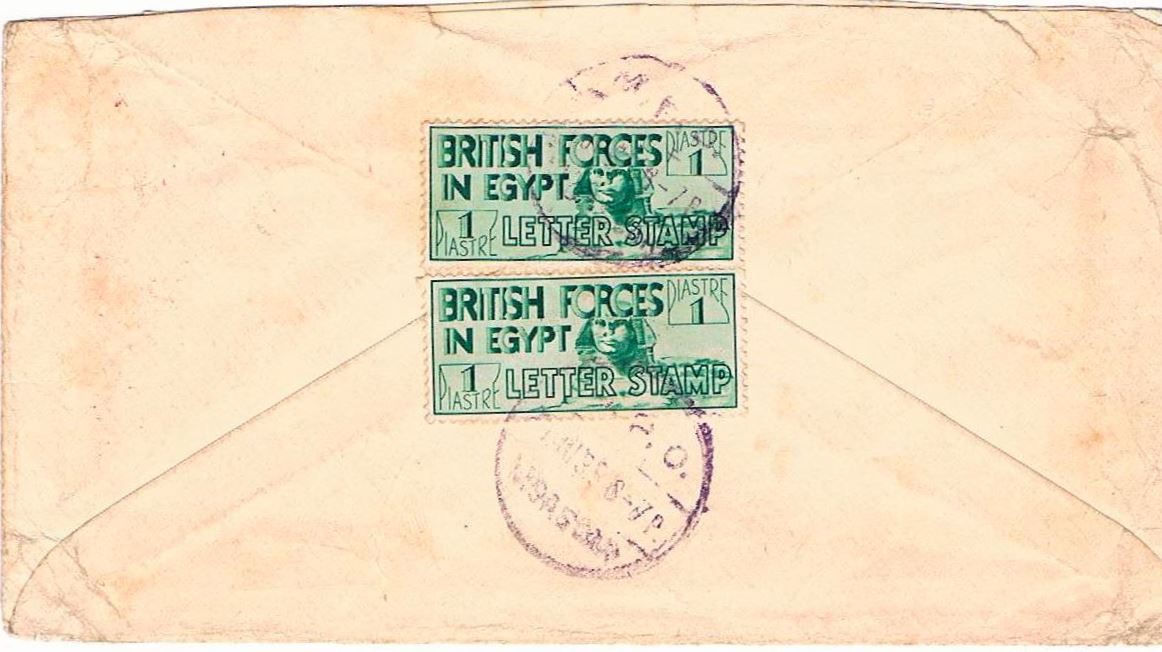 BRITISH FORCES
IN EGYPT
PIASTRE
1
1
PIASTRE
LETTER STAMP
BRITISH FORCES
IN EGYPT
PIASTRE
1
1
PIASTRE
LETTER STAMP
P.O.